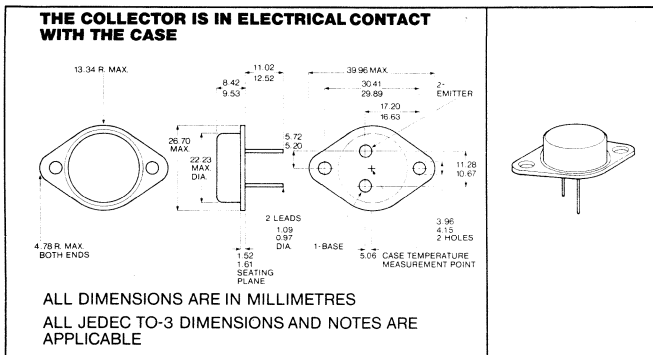 THE COLLECTOR IS IN ELECTRICAL CONTACT
WITH THE CASE
13.34 R. MAX.
11.02
12.52
8.42
9.53
39.96 MAX.
30.41
29.89
2-
EMITTER
17.20
16.63
26.70
MAX.
22.23
MAX.
DIA.
5.72
5.20
11.28
10.67
4.78 R. MAX.
BOTH ENDS
2 LEADS
1.09
0.97
DIA.
1-BASE
3.96
4.15
2 HOLES
1.52
1.61
SEATING
PLANE
5.06 CASE TEMPERATURE
MEASUREMENT POINT
ALL DIMENSIONS ARE IN MILLIMETRES
ALL JEDEC TO-3 DIMENSIONS AND NOTES ARE
APPLICABLE